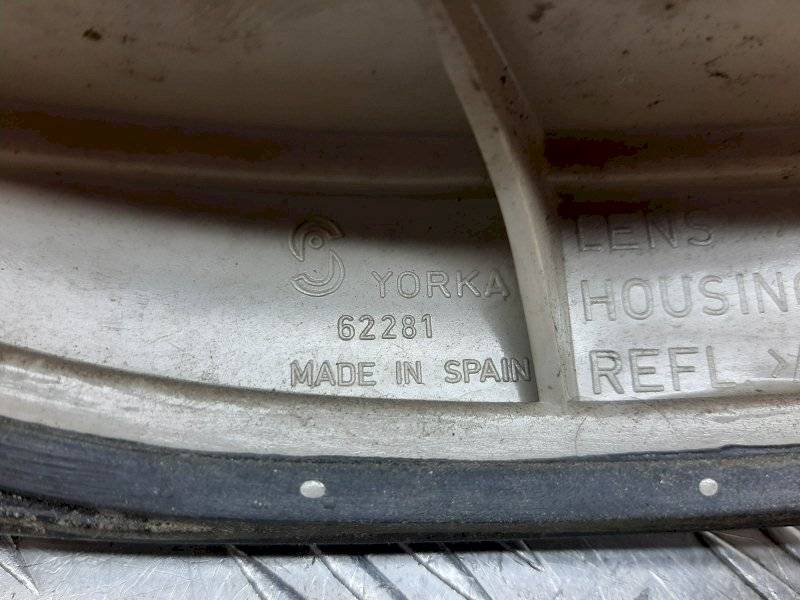 YORKA
62281
MADE IN SPAIN
LENS
HOUSING
REFL.